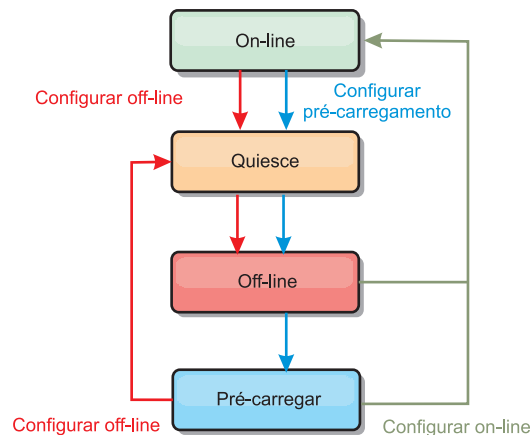 On-line
Configurar off-line
Configurar
pré-carregamento
Quiesce
Off-line
Pré-carregar
Configurar off-line
Configurar on-line